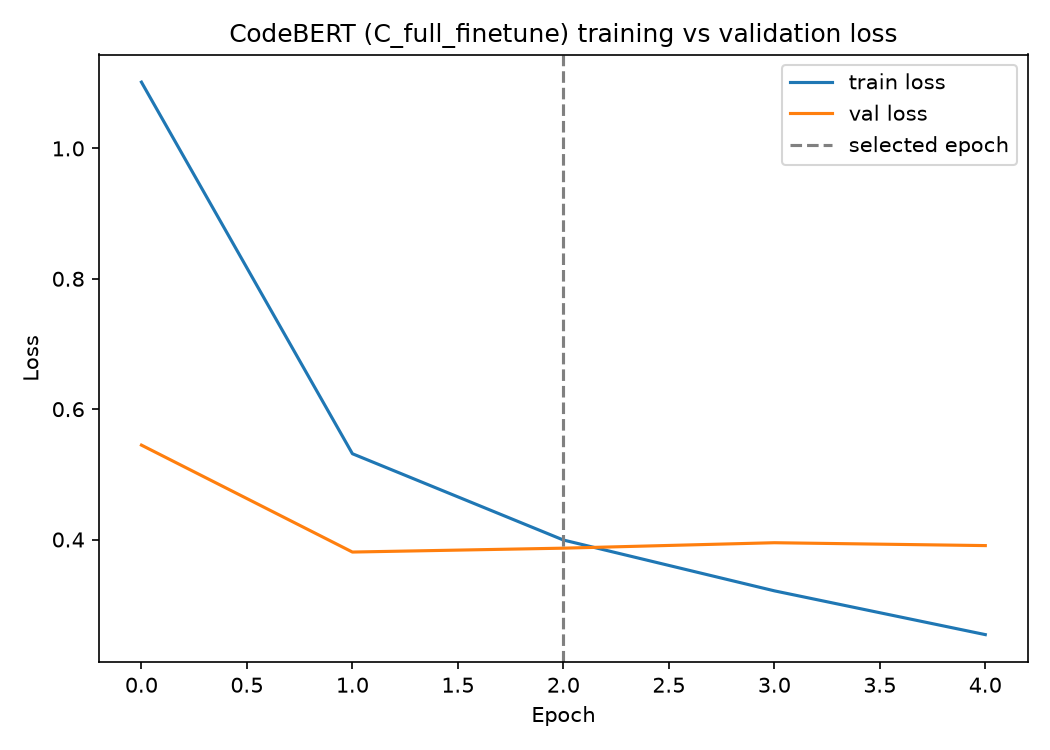 CodeBERT (C_full_finetune) training vs validation loss
train loss
val loss
selected epoch
1.0
0.8
0.6
0.4
Loss
0.0 0.5 1.0 1.5 2.0 2.5 3.0 3.5 4.0
Epoch